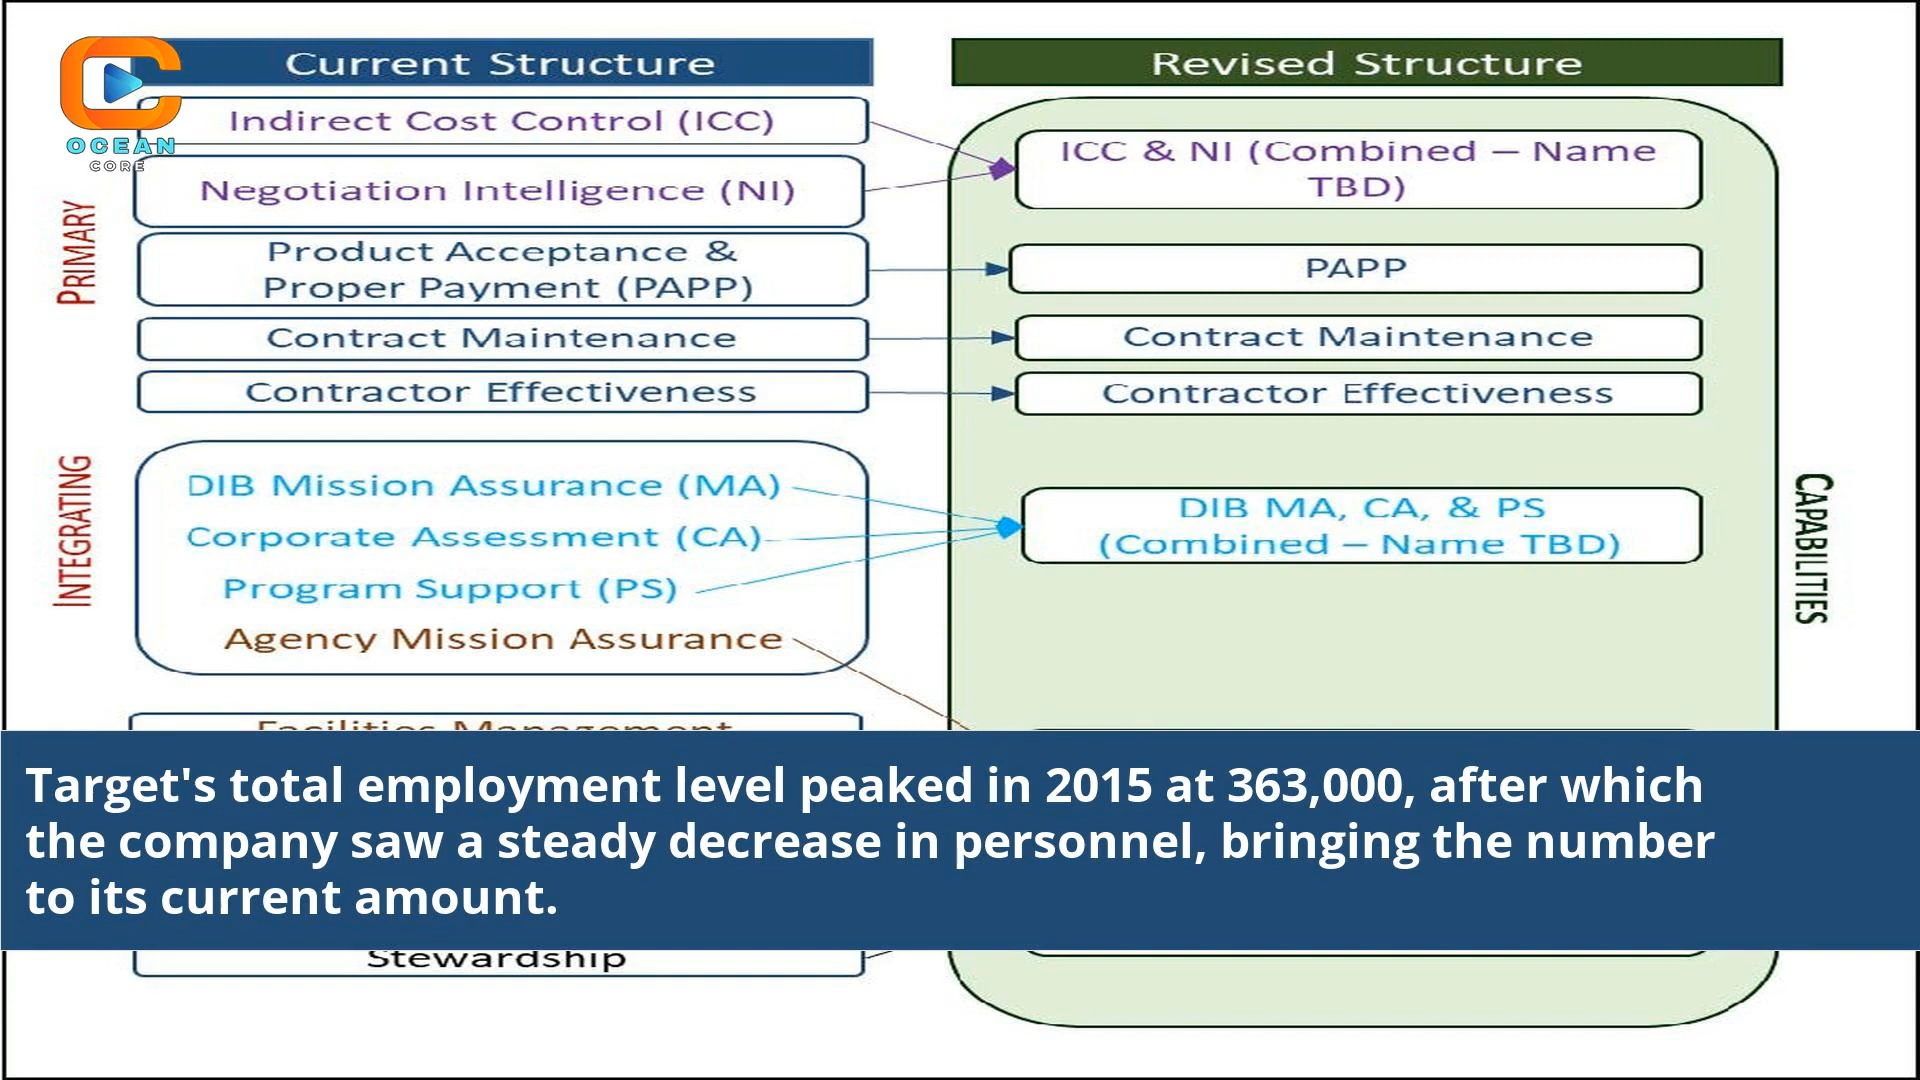 Current Structure
Revised Structure
OCEAN
CORE
PRIMARY
Indirect Cost Control (ICC)
Negotiation Intelligence (NI)
Product Acceptance &
Proper Payment (PAPP)
Contract Maintenance
Contractor Effectiveness
ICC & NI (Combined – Name
TBD)
PAPP
Contract Maintenance
Contractor Effectiveness
INTEGRATING
DIB Mission Assurance (MA)
Corporate Assessment (CA)
Program Support (PS)
Agency Mission Assurance
DIB MA, CA, & PS
(Combined – Name TBD)
CAPABILITIES
Facilities Management
Target's total employment level peaked in 2015 at 363,000, after which
the company saw a steady decrease in personnel, bringing the number
to its current amount.
Stewardship